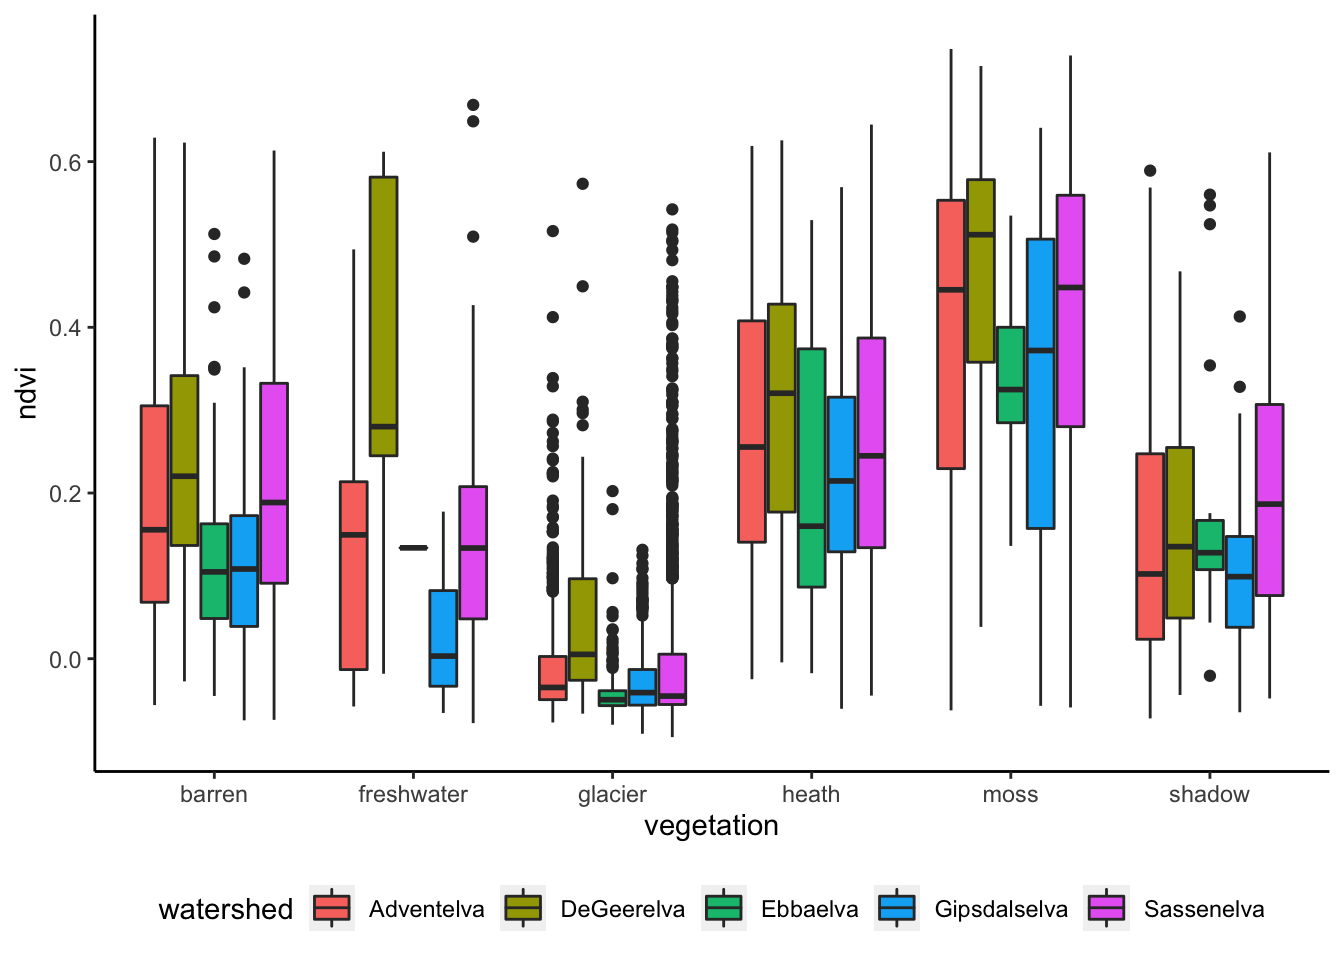 ndvi
0.6
0.4
0.2
0.0
barren freshwater glacier heath moss shadow
vegetation
watershed Adventelva DeGeerelva Ebbaelva Gipsdalselva Sassenelva